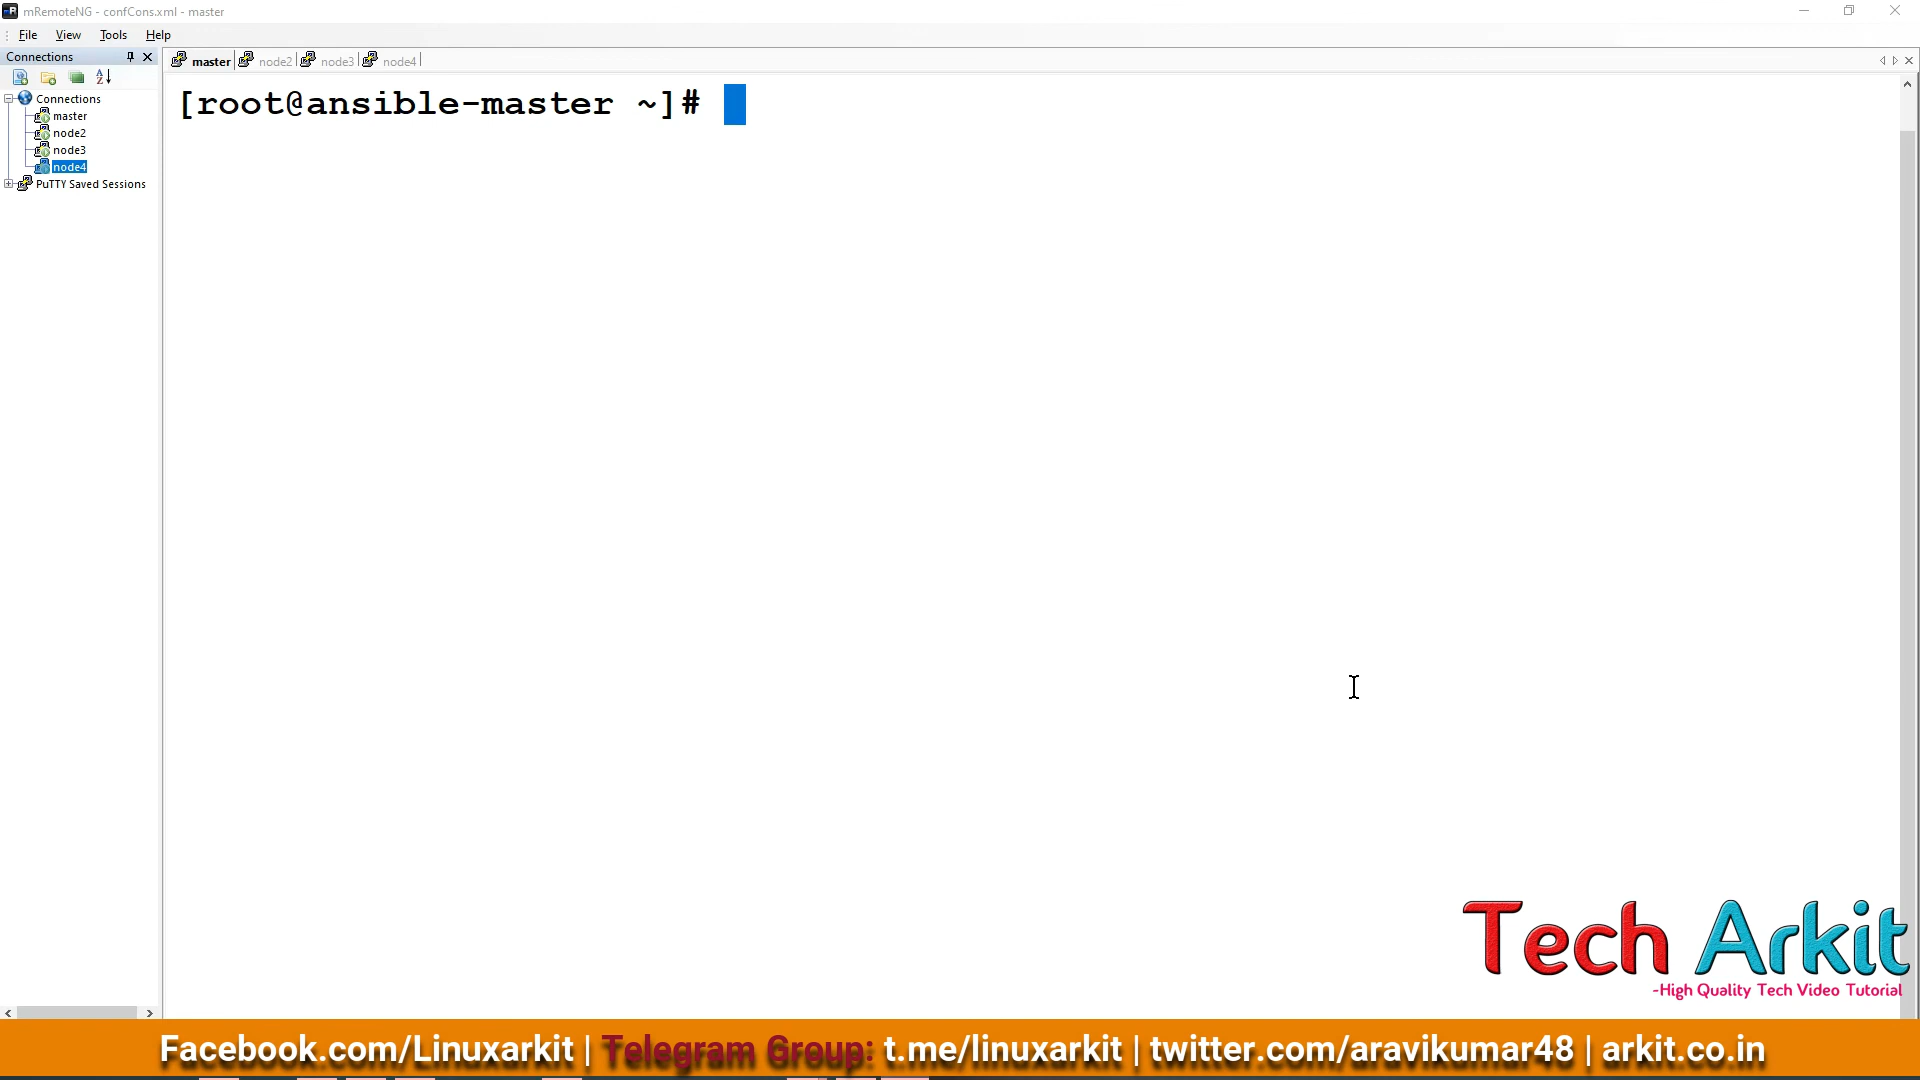 mRemoteNG - confCons.xml - master
File View Tools Help
Connections
master node2 node3 node4
Connections
master
node2
node3
node4
PuTTY Saved Sessions
[root@ansible-master ~]#
Tech Arkit
-High Quality Tech Video Tutorial
Facebook.com/Linuxarkit | Telegram Group: t.me/linuxarkit | twitter.com/aravikumar48 | arkit.co.in